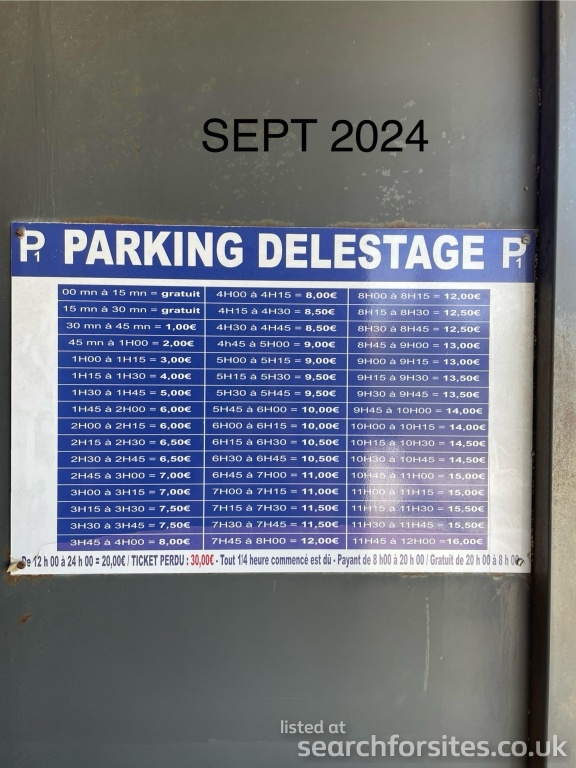 SEPT 2024
P1 PARKING DELESTAGE P1
00 mn à 15 mn = gratuit 4H00 à 4H15 = 8,00€ 8H00 à 8H15 = 12,00€
15 mn à 30 mn = gratuit 4H15 à 4H30 = 8,50€ 8H15 à 8H30 = 12,50€
30 mn à 45 mn = 1,00€ 4H30 à 4H45 = 8,50€ 8H30 à 8H45 = 12,50€
45 mn à 1H00 = 2,00€ 4h45 à 5H00 = 9,00€ 8H45 à 9H00 = 13,00€
1H00 à 1H15 = 3,00€ 5H00 à 5H15 = 9,00€ 9H00 à 9H15 = 13,00€
1H15 à 1H30 = 4,00€ 5H15 à 5H30 = 9,50€ 9H15 à 9H30 = 13,50€
1H30 à 1H45 = 5,00€ 5H30 à 5H45 = 9,50€ 9H30 à 9H45 = 13,50€
1H45 à 2H00 = 6,00€ 5H45 à 6H00 = 10,00€ 9H45 à 10H00 = 14,00€
2H00 à 2H15 = 6,00€ 6H00 à 6H15 = 10,00€ 10H00 à 10H15 = 14,00€
2H15 à 2H30 = 6,50€ 6H15 à 6H30 = 10,50€ 10H15 à 10H30 = 14,50€
2H30 à 2H45 = 6,50€ 6H30 à 6H45 = 10,50€ 10H30 à 10H45 = 14,50€
2H45 à 3H00 = 7,00€ 6H45 à 7H00 = 11,00€ 10H45 à 11H00 = 15,00€
3H00 à 3H15 = 7,00€ 7H00 à 7H15 = 11,00€ 11H00 à 11H15 = 15,00€
3H15 à 3H30 = 7,50€ 7H15 à 7H30 = 11,50€ 11H15 à 11H30 = 15,50€
3H30 à 3H45 = 7,50€ 7H30 à 7H45 = 11,50€ 11H30 à 11H45 = 15,50€
3H45 à 4H00 = 8,00€ 7H45 à 8H00 = 12,00€ 11H45 à 12H00 = 16,00€
De 12 h 00 à 24 h 00 = 20,00€ / TICKET PERDU : 30,00€ - Tout 1/4 heure commencé est dû - Payant de 8 h00 à 20 h 00 / Gratuit de 20 h 00 à 8 h 00
listed at
searchforsites.co.uk